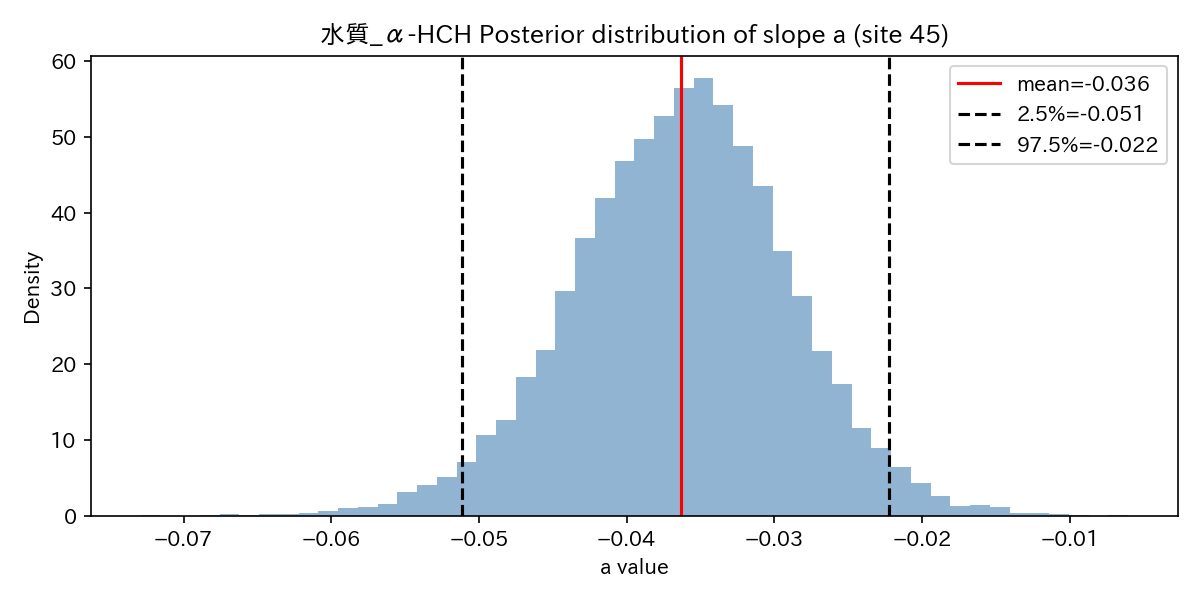 水質_α-HCH Posterior distribution of slope a (site 45)
mean=-0.036
2.5%=-0.051
97.5%=-0.022
Density
60
50
40
30
20
10
0
−0.07 −0.06 −0.05 −0.04 −0.03 −0.02 −0.01
a value